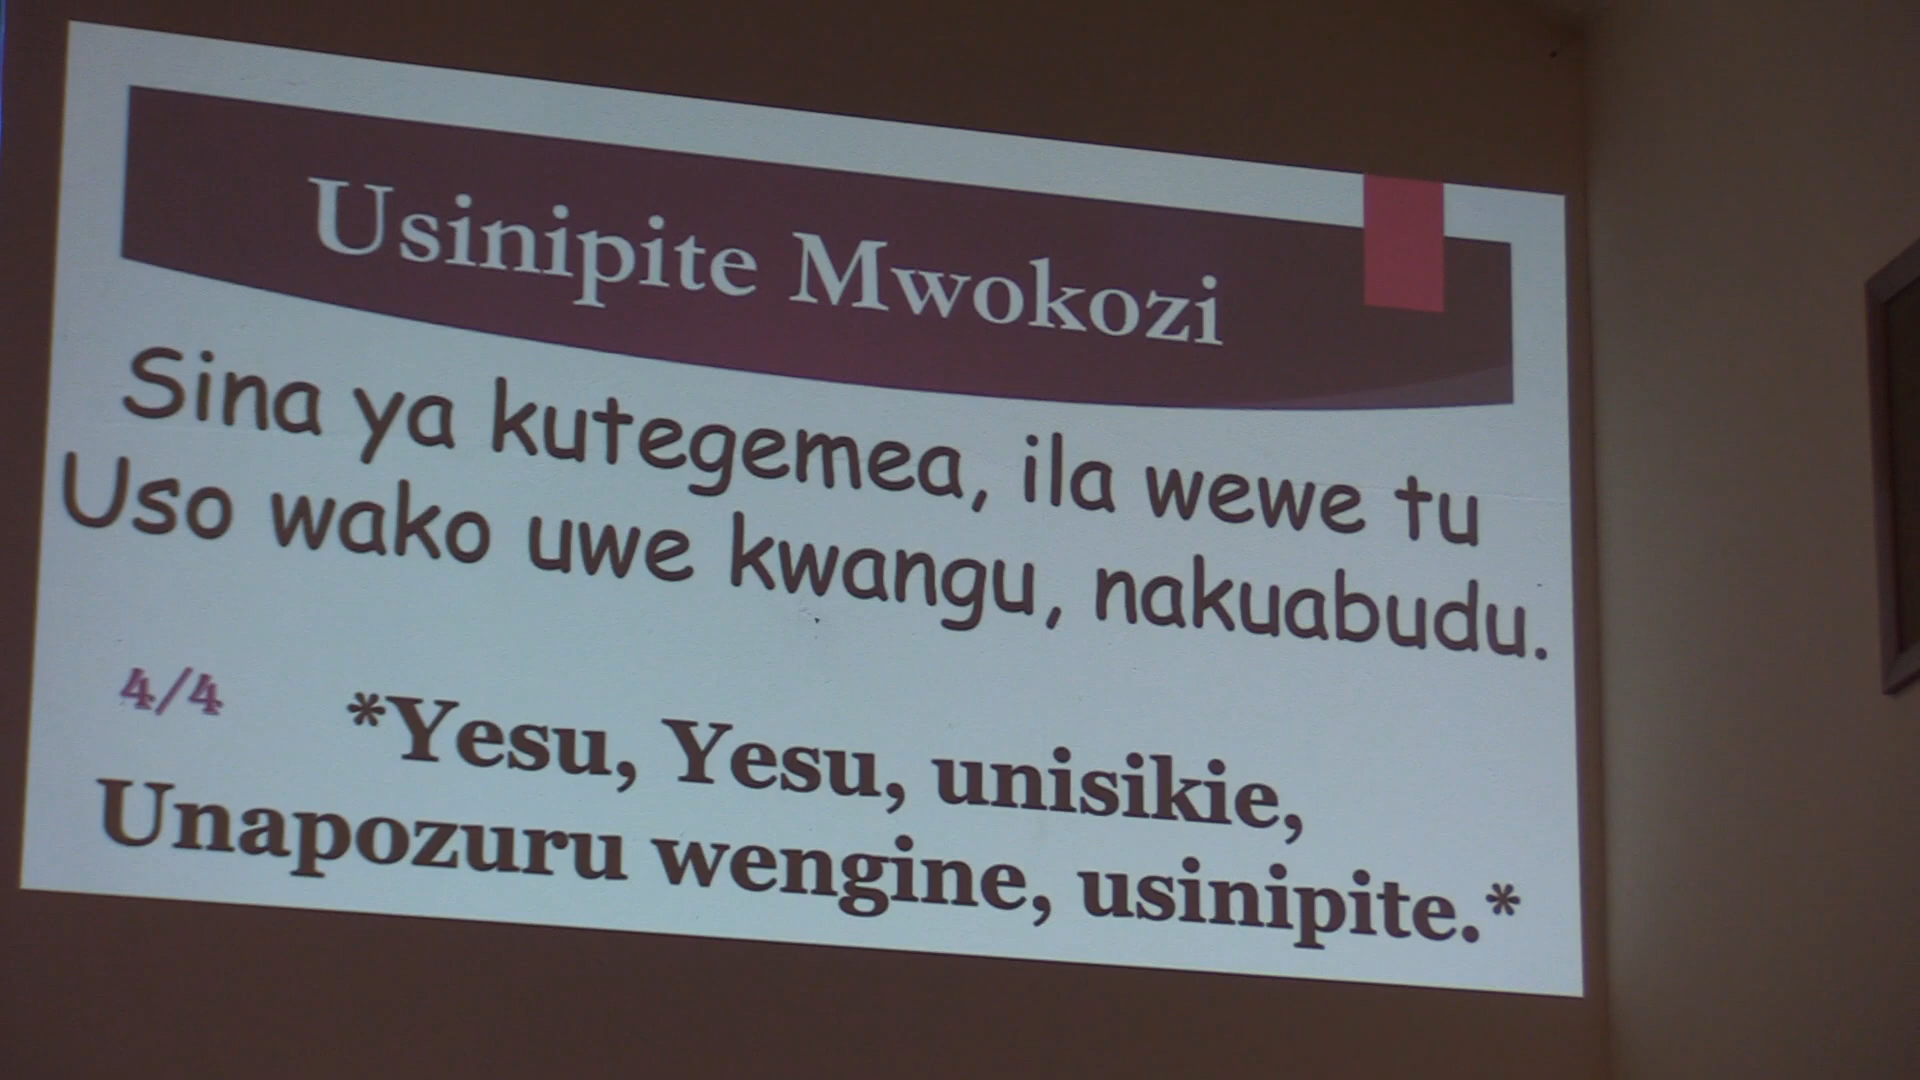 Usinipite Mwokozi
Sina ya kutegemea, ila wewe tu
Uso wako uwe kwangu, nakuabudu.
4/4
*Yesu, Yesu, unisikie,
Unapozuru wengine, usinipite.*